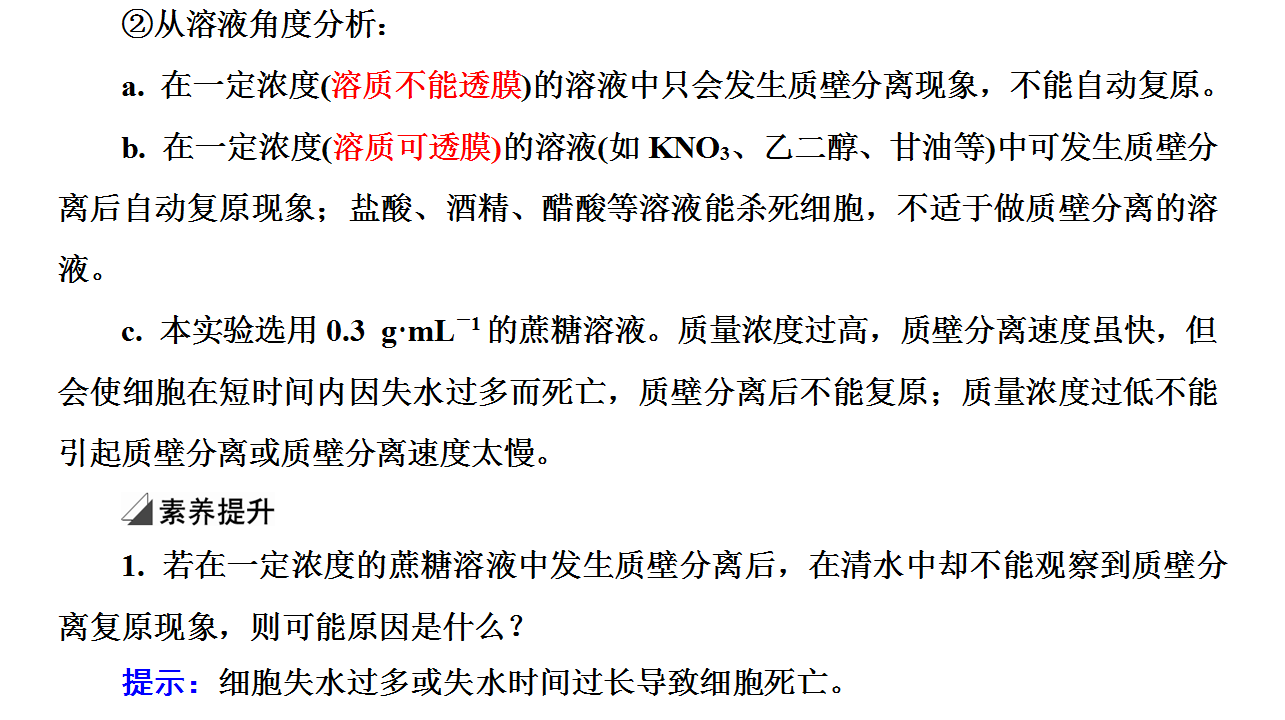 ②从溶液角度分析：
a. 在一定浓度(溶质不能透膜)的溶液中只会发生质壁分离现象，不能自动复原。
b. 在一定浓度(溶质可透膜)的溶液(如 KNO₃、乙二醇、甘油等)中可发生质壁分
离后自动复原现象；盐酸、酒精、醋酸等溶液能杀死细胞，不适于做质壁分离的溶
液。
c. 本实验选用 0.3 g·mL⁻¹ 的蔗糖溶液。质量浓度过高，质壁分离速度虽快，但
会使细胞在短时间内因失水过多而死亡，质壁分离后不能复原；质量浓度过低不能
引起质壁分离或质壁分离速度太慢。
素养提升
1. 若在一定浓度的蔗糖溶液中发生质壁分离后，在清水中却不能观察到质壁分
离复原现象，则可能原因是什么？
提示：细胞失水过多或失水时间过长导致细胞死亡。